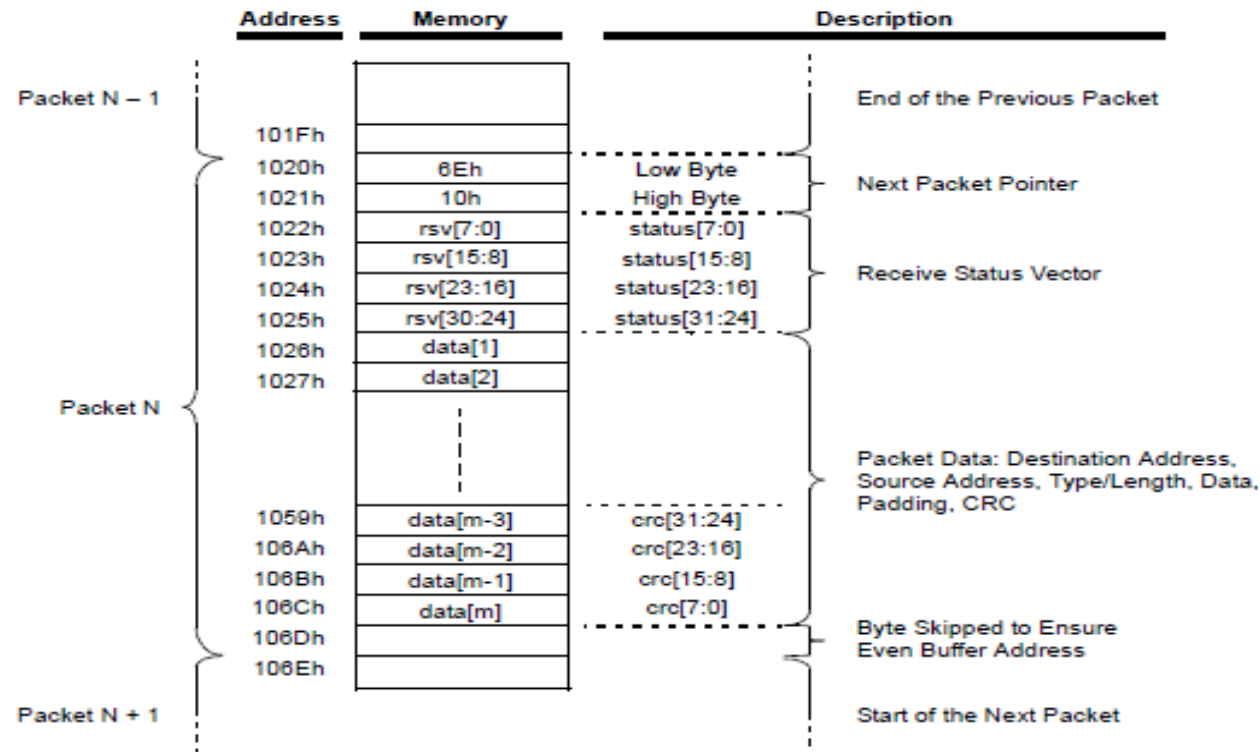 Address Memory Description
Packet N – 1 End of the Previous Packet
101Fh
1020h 6Eh Low Byte
Next Packet Pointer
1021h 10h High Byte
1022h rsv[7:0] status[7:0]
1023h rsv[15:8] status[15:8]
Receive Status Vector
1024h rsv[23:16] status[23:16]
1025h rsv[30:24] status[31:24]
1026h data[1]
1027h data[2]
Packet N
Packet Data: Destination Address,
Source Address, Type/Length, Data,
Padding, CRC
1059h data[m-3] crc[31:24]
106Ah data[m-2] crc[23:16]
106Bh data[m-1] crc[15:8]
106Ch data[m] crc[7:0]
106Dh Byte Skipped to Ensure
Even Buffer Address
106Eh
Packet N + 1 Start of the Next Packet